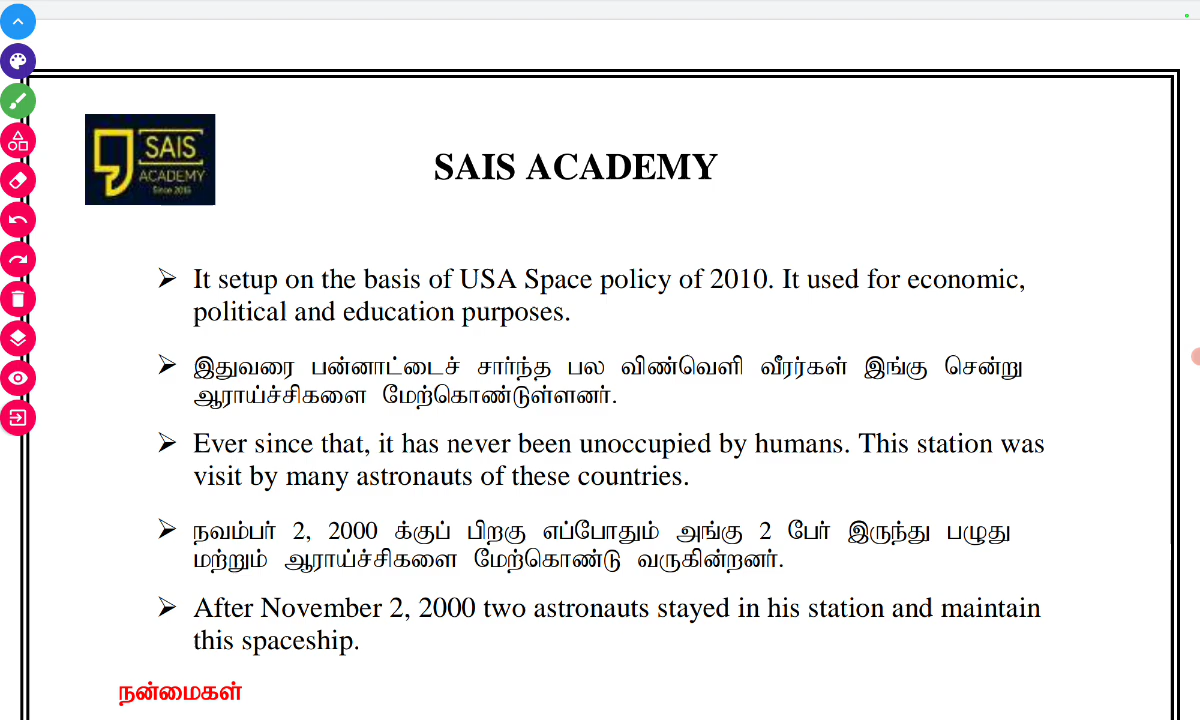 SAIS
ACADEMY
Since 2015
SAIS ACADEMY
➢ It setup on the basis of USA Space policy of 2010. It used for economic,
political and education purposes.
➢ இதுவரை பன்னாட்டைச் சார்ந்த பல விண்வெளி வீரர்கள் இங்கு சென்று
ஆராய்ச்சிகளை மேற்கொண்டுள்ளனர்.
➢ Ever since that, it has never been unoccupied by humans. This station was
visit by many astronauts of these countries.
➢ நவம்பர் 2, 2000 க்குப் பிறகு எப்போதும் அங்கு 2 பேர் இருந்து பழுது
மற்றும் ஆராய்ச்சிகளை மேற்கொண்டு வருகின்றனர்.
➢ After November 2, 2000 two astronauts stayed in his station and maintain
this spaceship.
நன்மைகள்